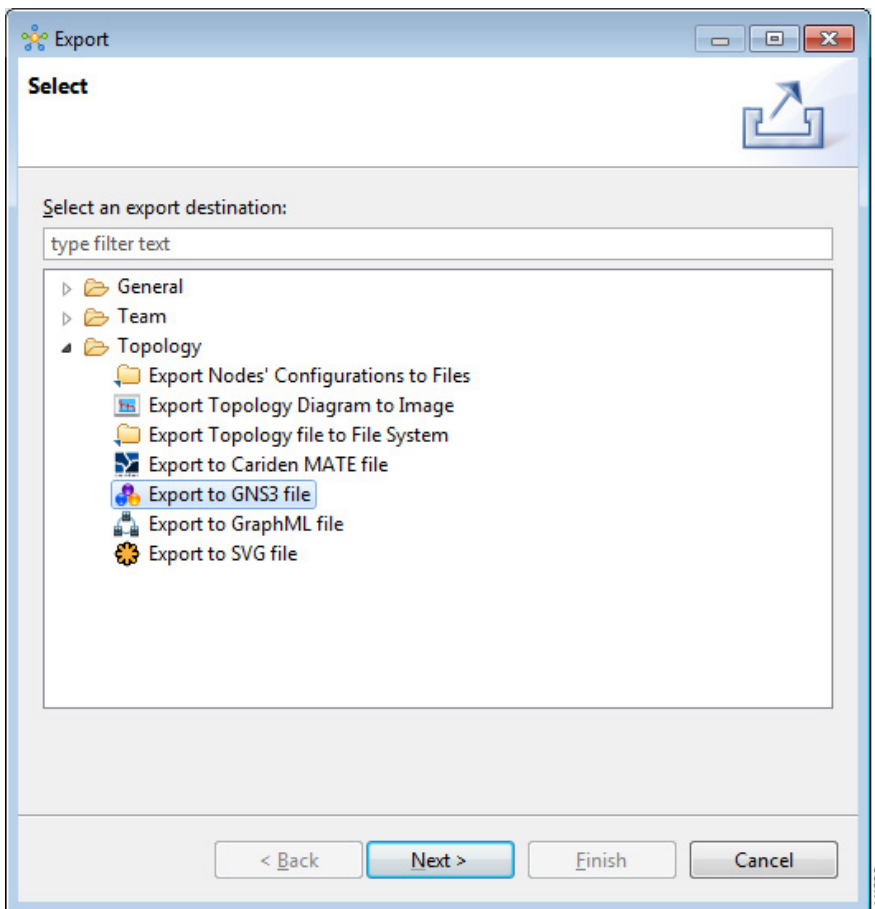 Export
Select
Select an export destination:
type filter text
General
Team
Topology
Export Nodes' Configurations to Files
Export Topology Diagram to Image
Export Topology file to File System
Export to Cariden MATE file
Export to GNS3 file
Export to GraphML file
Export to SVG file
< Back Next > Finish Cancel